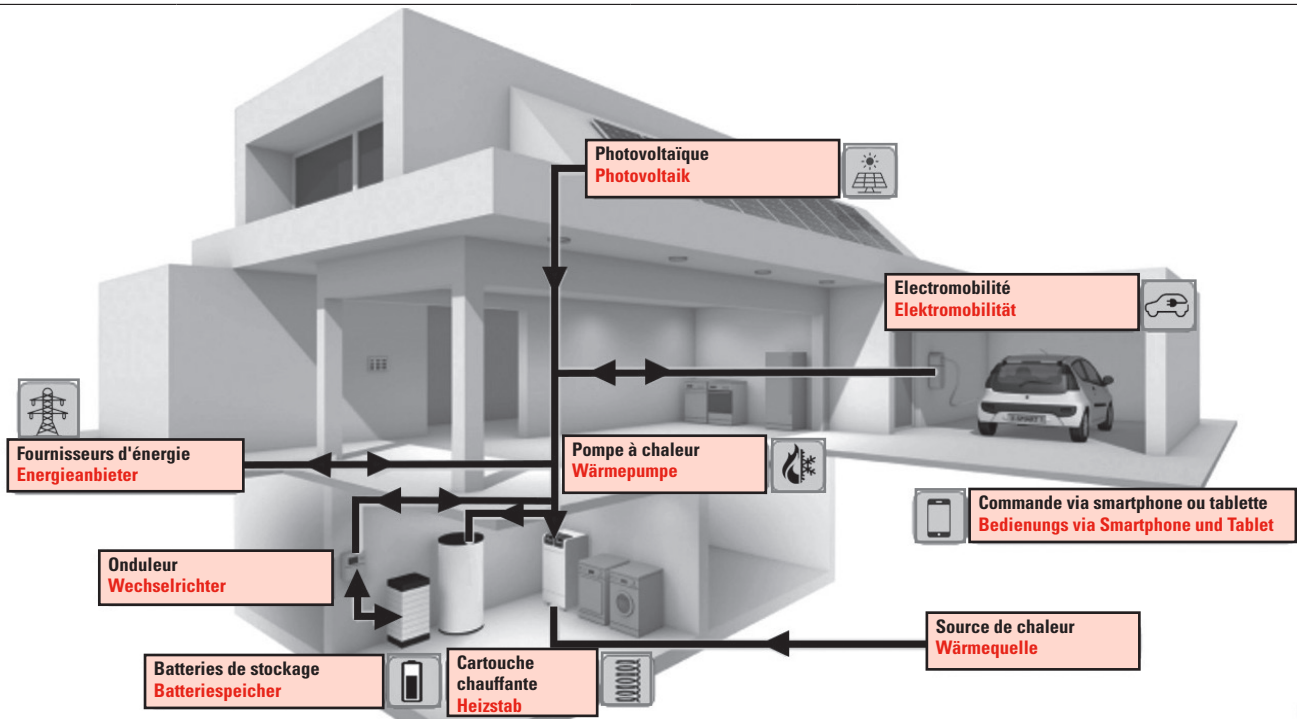 Photovoltaïque
Photovoltaik
Electromobilité
Elektromobilität
Fournisseurs d'énergie
Energieanbieter
Pompe à chaleur
Wärmepumpe
Commande via smartphone ou tablette
Bedienungs via Smartphone und Tablet
Onduleur
Wechselrichter
Source de chaleur
Wärmequelle
Batteries de stockage
Batteriespeicher
Cartouche
chauffante
Heizstab